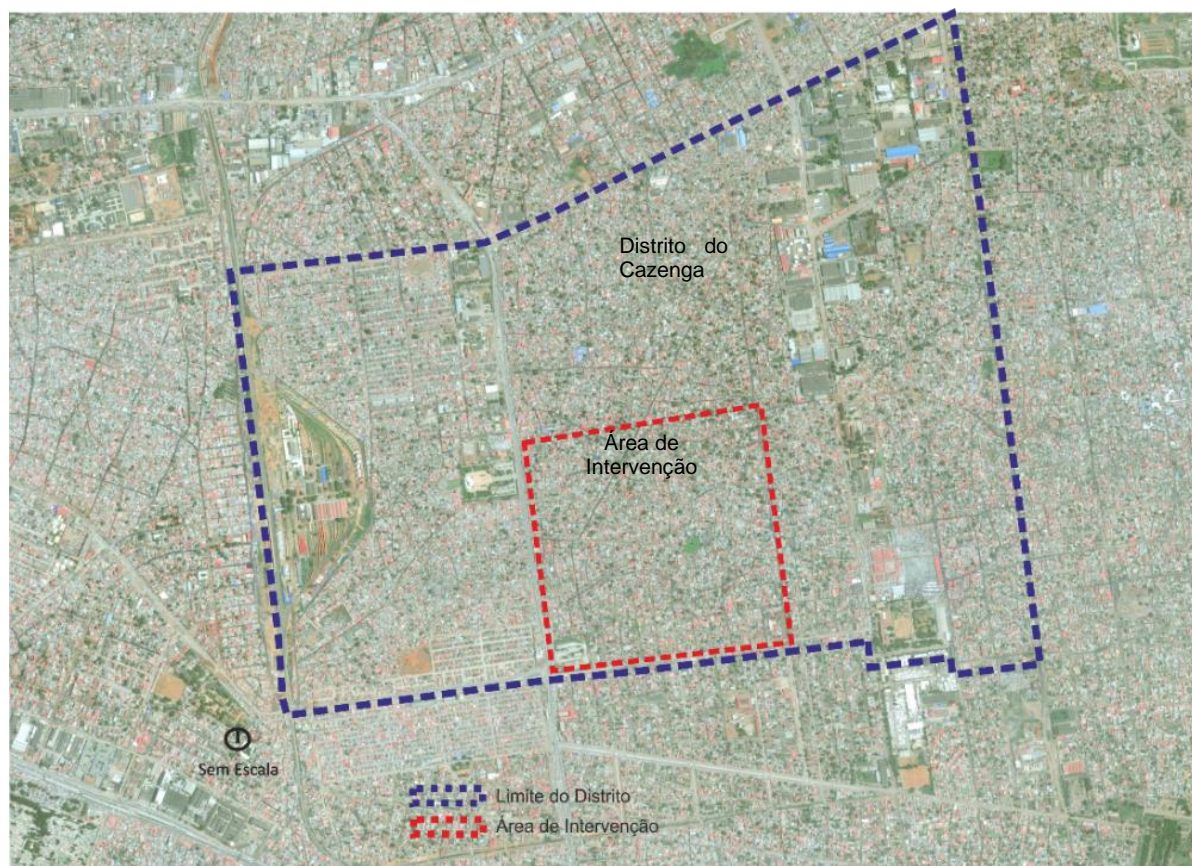 Distrito do
Cazenga
Área de
Intervenção
Sem Escala
Limite do Distrito
Área de Intervenção